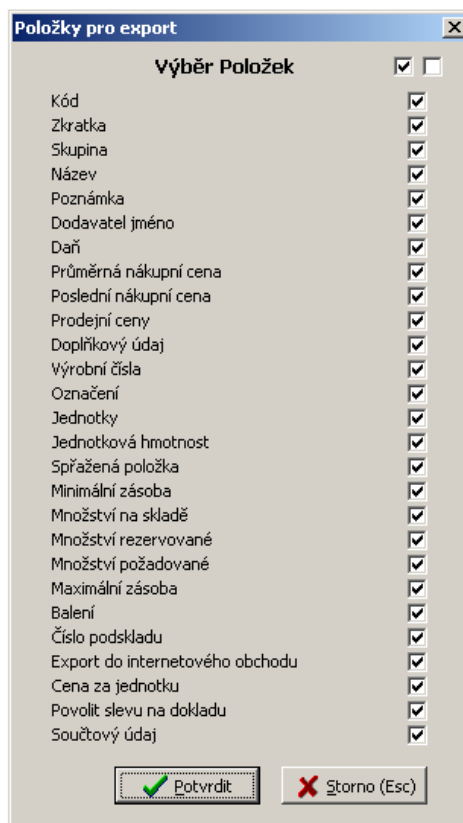 Položky pro export
Výběr Položek
Kód
Zkratka
Skupina
Název
Poznámka
Dodavatel jméno
Daň
Průměrná nákupní cena
Poslední nákupní cena
Prodejní ceny
Doplňkový údaj
Výrobní čísla
Označení
Jednotky
Jednotková hmotnost
Spřažená položka
Minimální zásoba
Množství na skladě
Množství rezervované
Množství požadované
Maximální zásoba
Balení
Číslo podskladu
Export do internetového obchodu
Cena za jednotku
Povolit slevu na dokladu
Součtový údaj
Potvrdit Storno (Esc)